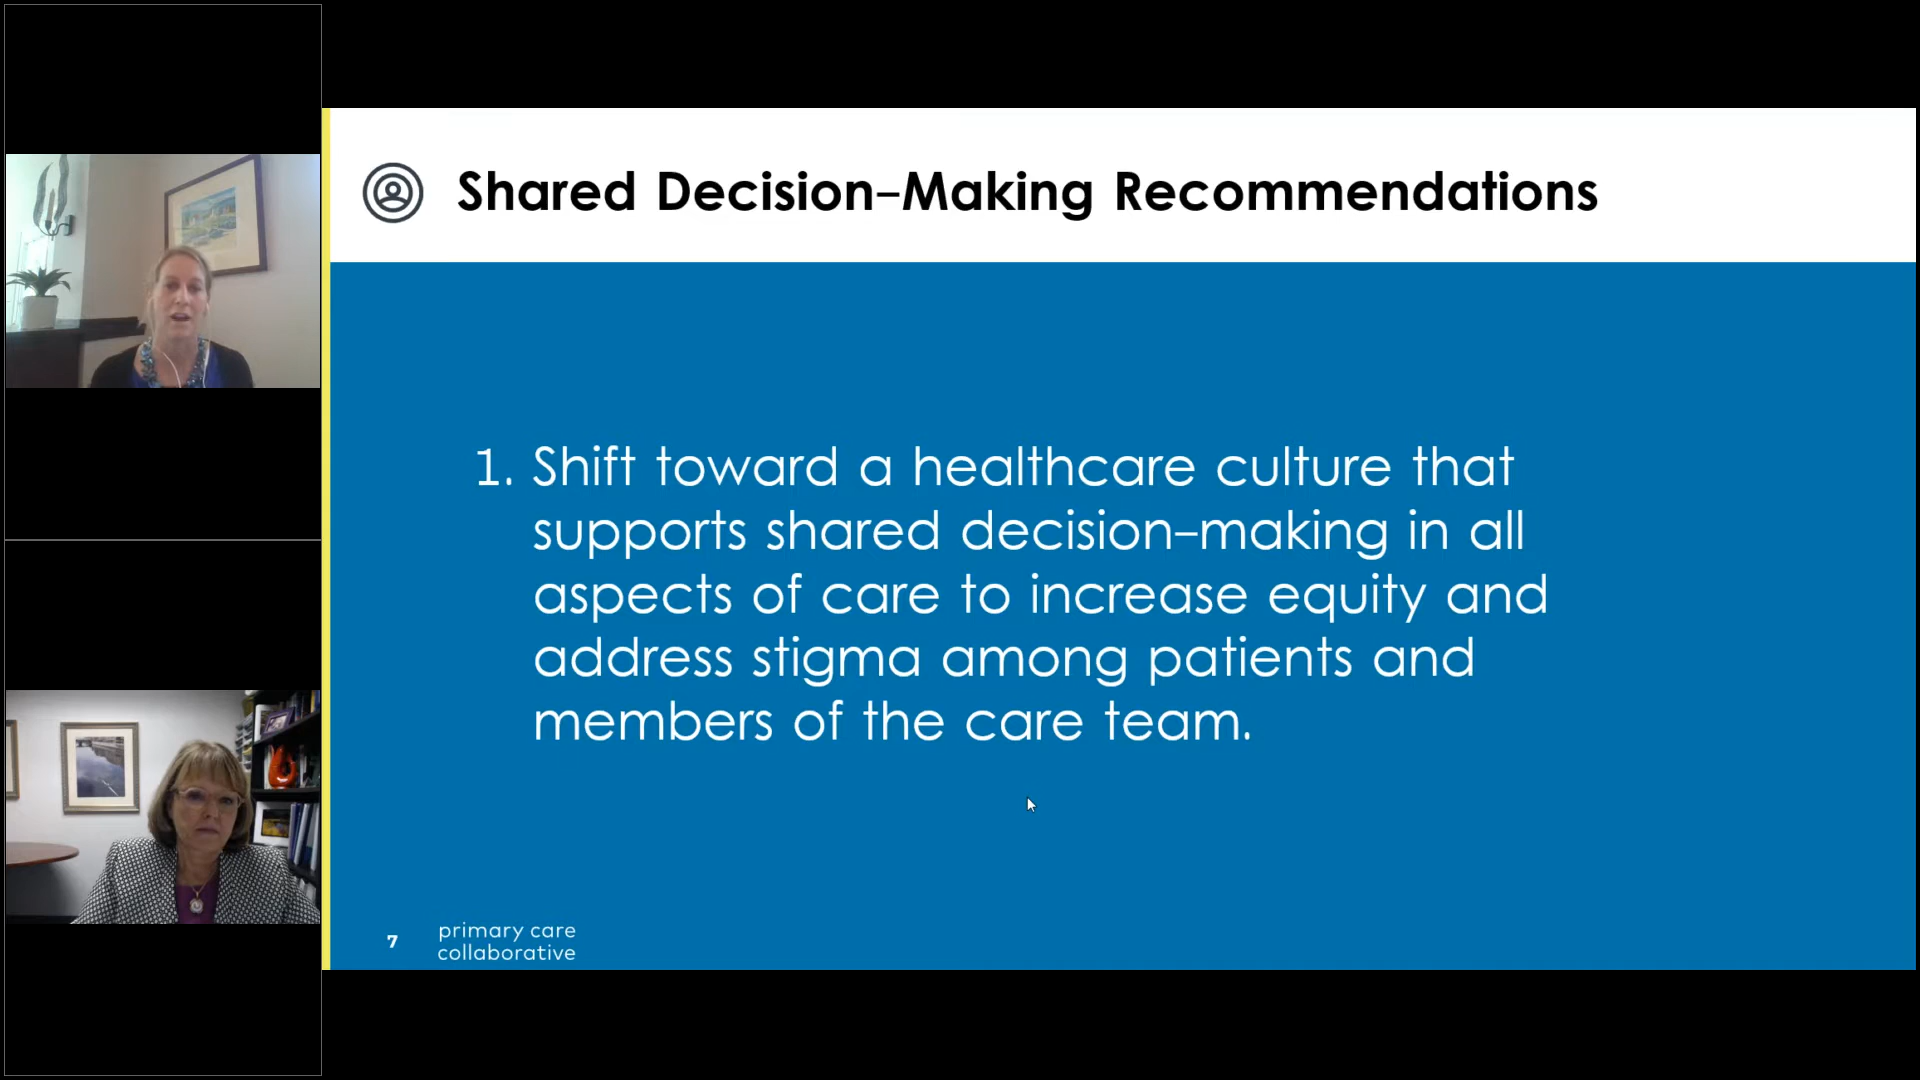 Shared Decision–Making Recommendations
1. Shift toward a healthcare culture that
supports shared decision–making in all
aspects of care to increase equity and
address stigma among patients and
members of the care team.
7
primary care
collaborative